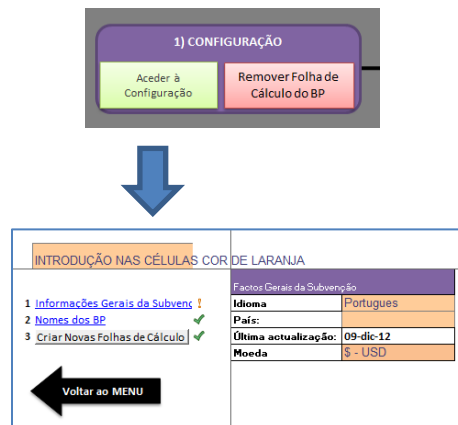 1) CONFIGURAÇÃO
Aceder à
Configuração
Remover Folha de
Cálculo do BP
INTRODUÇÃO NAS CÉLULAS COR DE LARANJA
Factos Gerais da Subvenção
1 Informações Gerais da Subvenç !
Idioma Portugues
2 Nomes dos BP
País:
3 Criar Novas Folhas de Cálculo
Última actualização: 09-dic-12
Moeda $ - USD
Voltar ao MENU